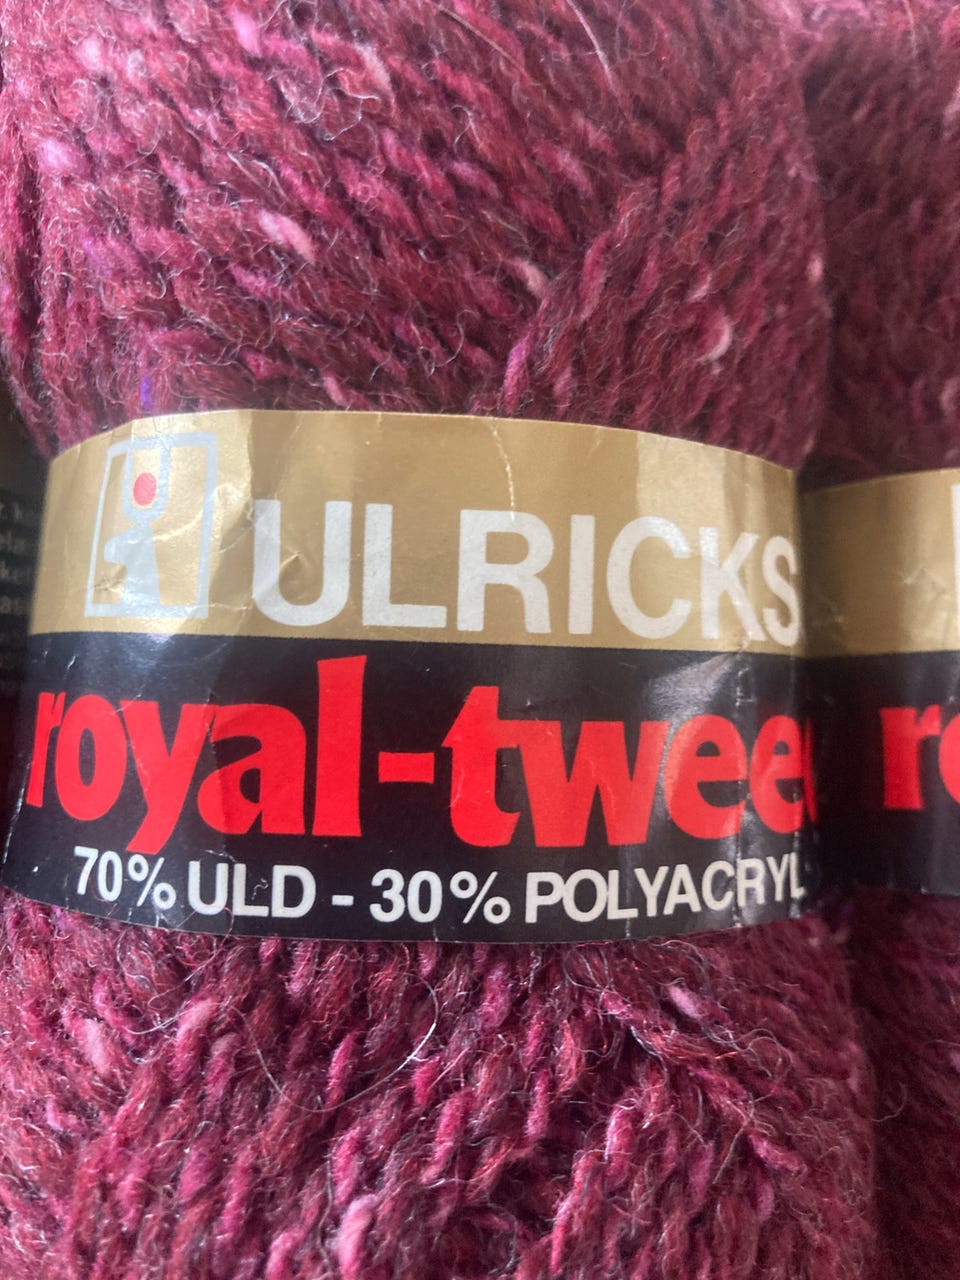 ULRICKS
royal-twee
70% ULD - 30% POLYACRYL